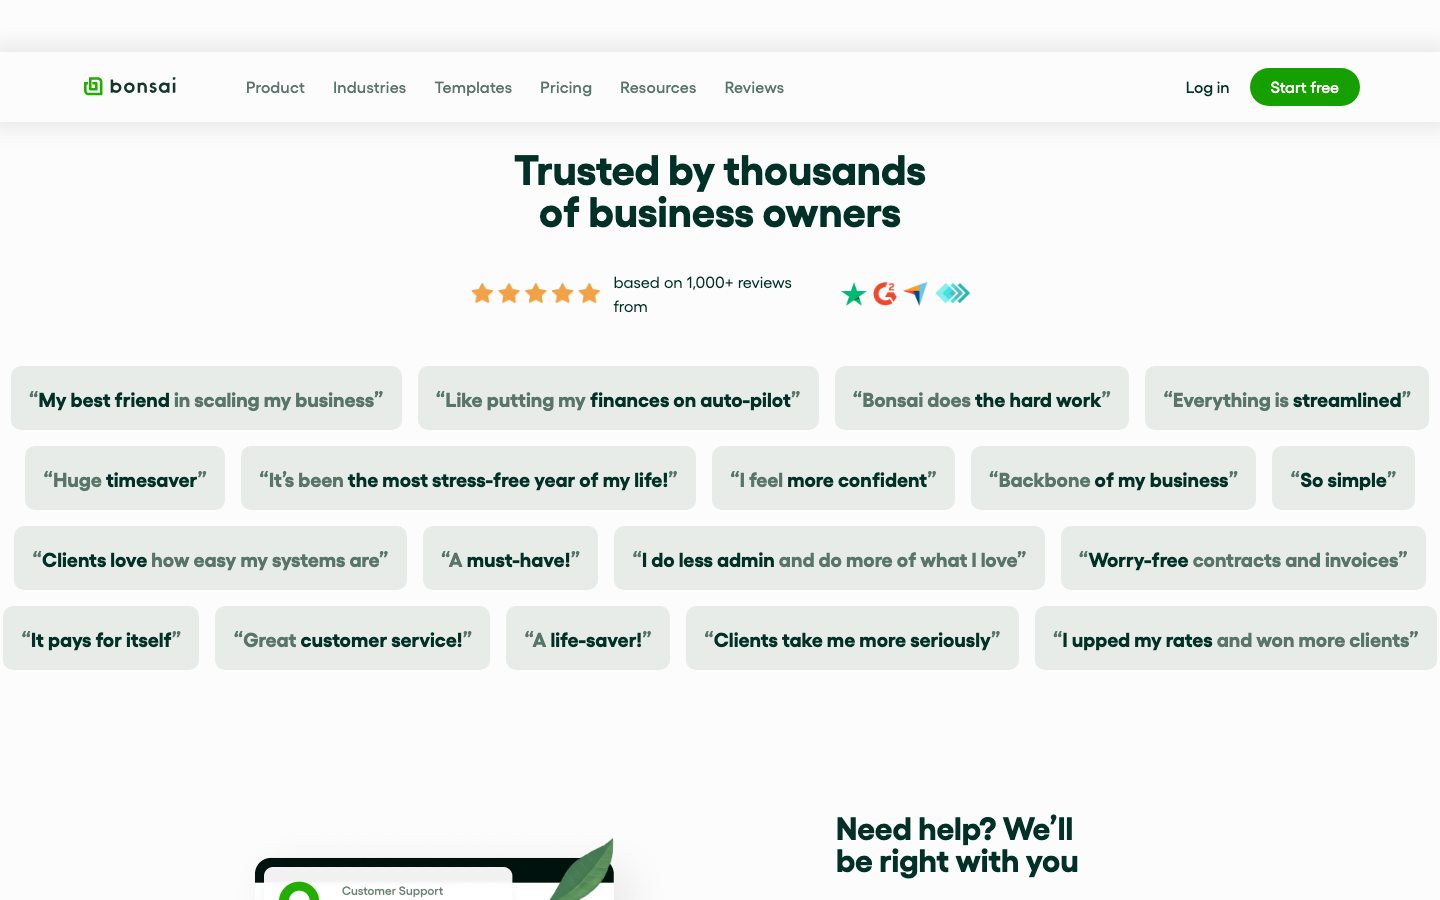 bonsai Product Industries Templates Pricing Resources Reviews Log in Start free
Trusted by thousands
of business owners
based on 1,000+ reviews
from
“My best friend in scaling my business” “Like putting my finances on auto-pilot” “Bonsai does the hard work” “Everything is streamlined”
“Huge timesaver” “It’s been the most stress-free year of my life!” “I feel more confident” “Backbone of my business” “So simple”
“Clients love how easy my systems are” “A must-have!” “I do less admin and do more of what I love” “Worry-free contracts and invoices”
“It pays for itself” “Great customer service!” “A life-saver!” “Clients take me more seriously” “I upped my rates and won more clients”
Need help? We’ll
be right with you
Customer Support